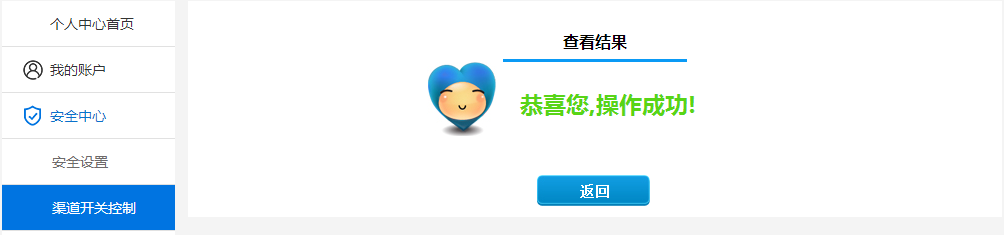 个人中心首页
我的账户
安全中心
安全设置
渠道开关控制
查看结果
恭喜您,操作成功!
返回